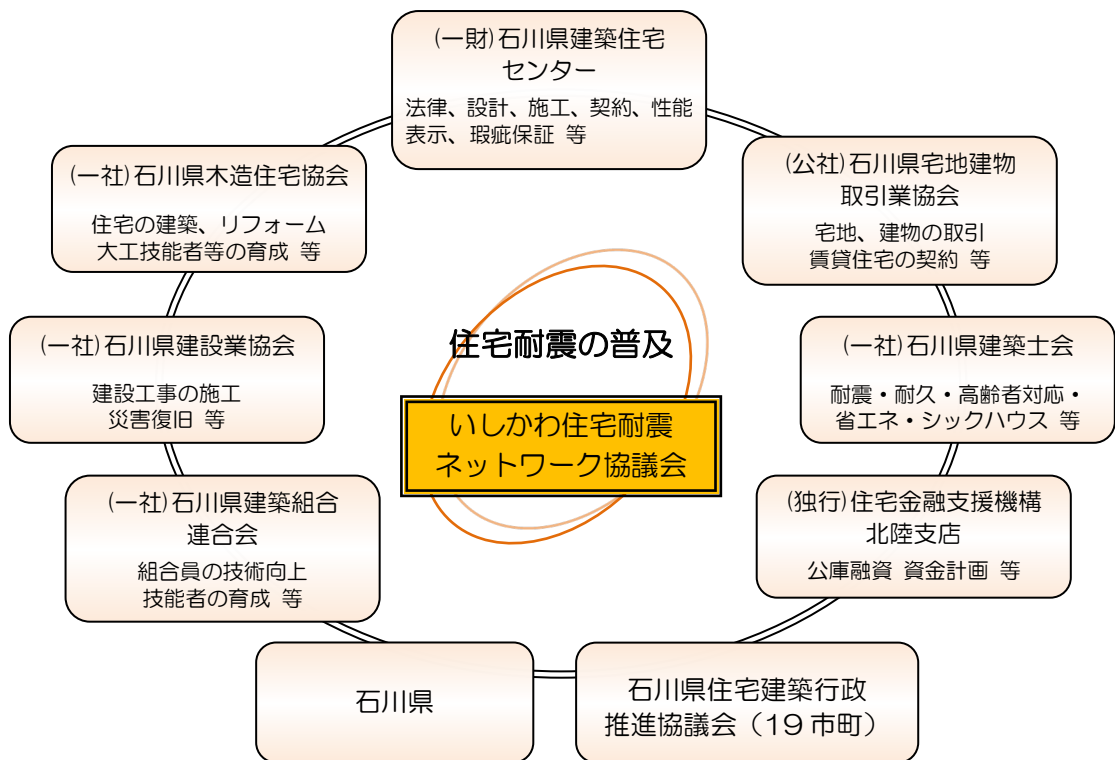 (一財)石川県建築住宅
センター
法律、設計、施工、契約、性能
表示、瑕疵保証 等
(一社)石川県木造住宅協会
住宅の建築、リフォーム
大工技能者等の育成 等
(公社)石川県宅地建物
取引業協会
宅地、建物の取引
賃貸住宅の契約 等
住宅耐震の普及
いしかわ住宅耐震
ネットワーク協議会
(一社)石川県建設業協会
建設工事の施工
災害復旧 等
(一社)石川県建築士会
耐震・耐久・高齢者対応・
省エネ・シックハウス 等
(一社)石川県建築組合
連合会
組合員の技術向上
技能者の育成 等
(独行)住宅金融支援機構
北陸支店
公庫融資 資金計画 等
石川県
石川県住宅建築行政
推進協議会（19市町）